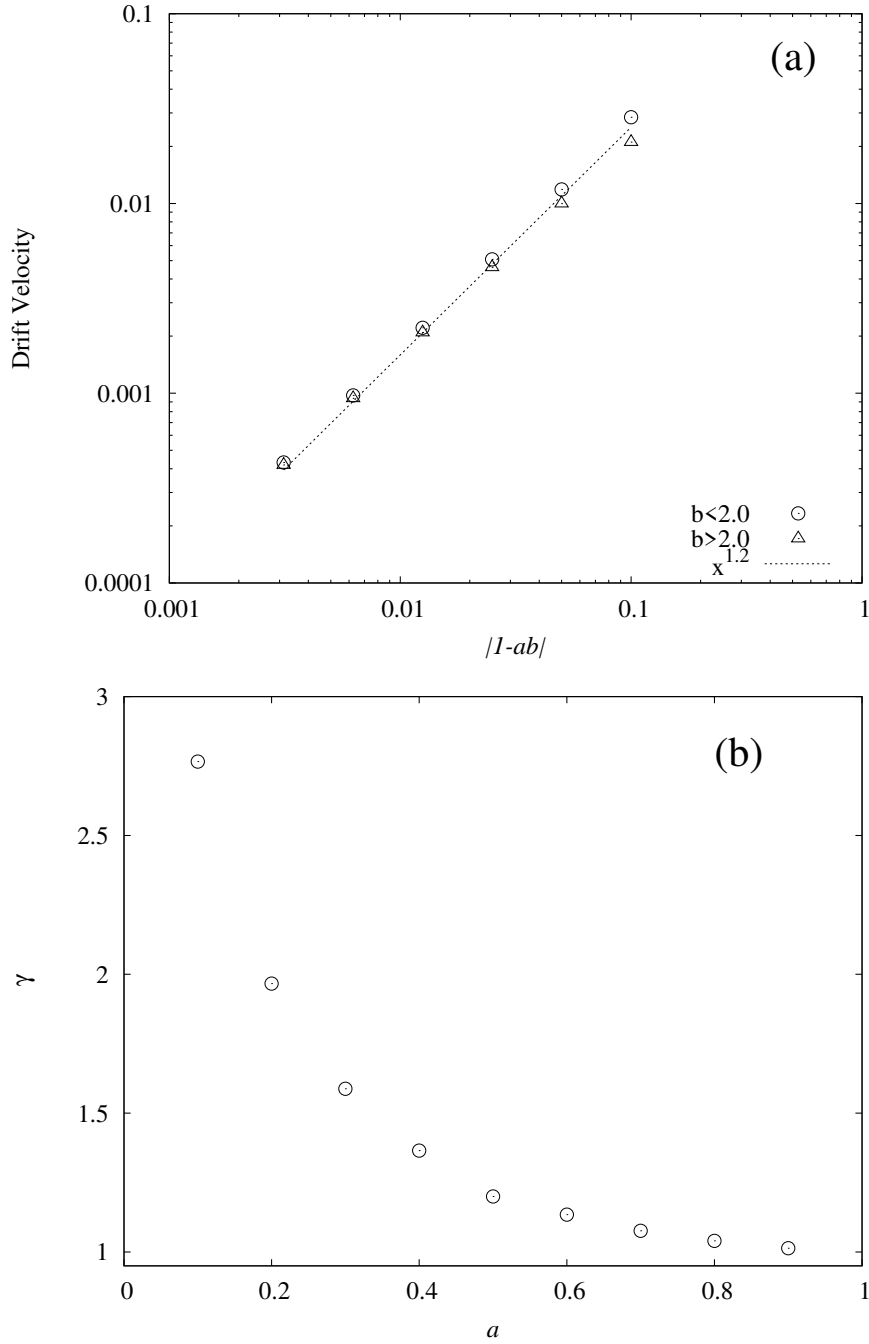 0.1
(a)
0.01
Drift Velocity
0.001
b<2.0
b>2.0
x^1.2
0.0001
0.001 0.01 0.1 1
|1-ab|
3
(b)
2.5
2
γ
1.5
1
0 0.2 0.4 0.6 0.8 1
a